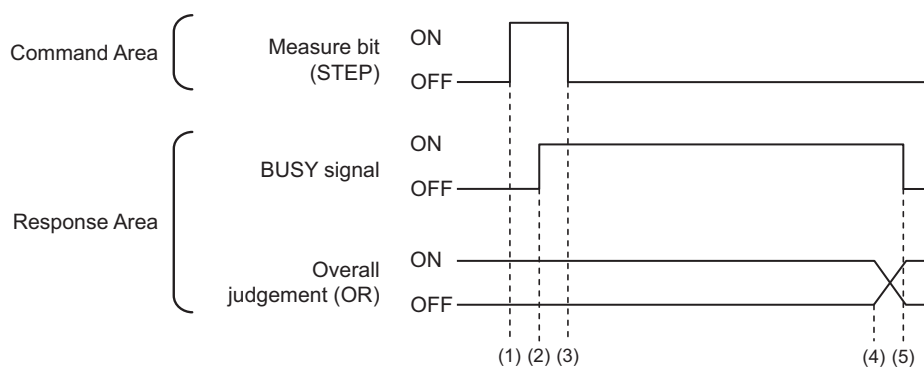 Command Area
Measure bit
(STEP)
ON
OFF
Response Area
BUSY signal
ON
OFF
Overall
judgement (OR)
ON
OFF
(1) (2) (3) (4) (5)